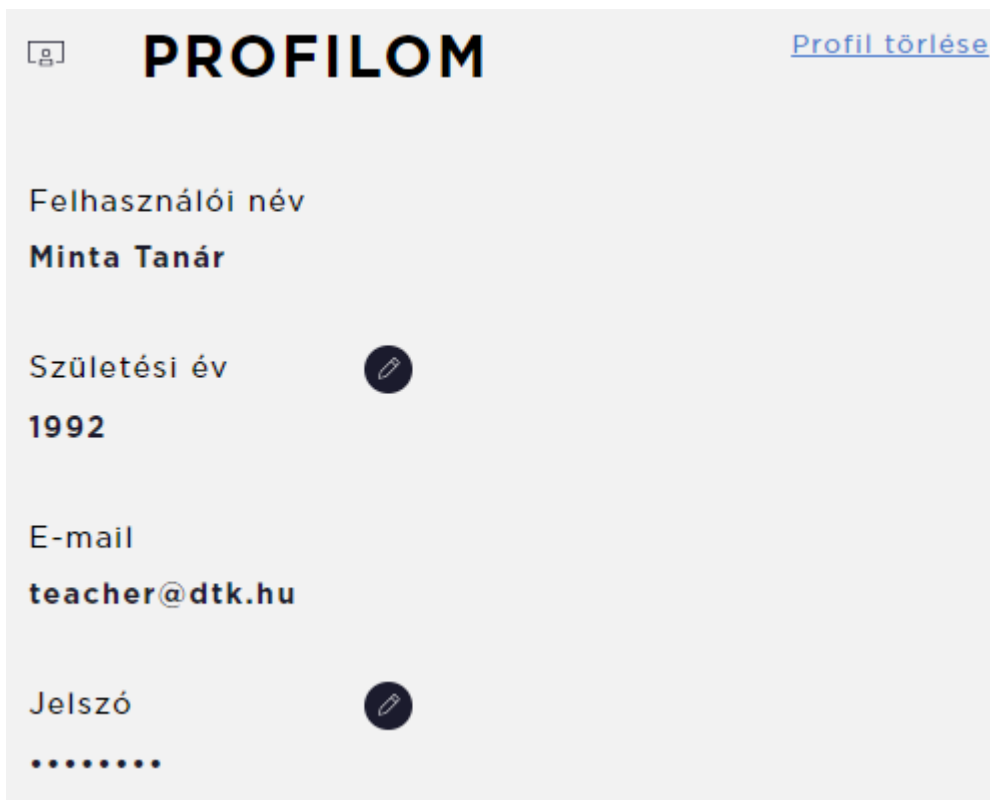 PROFILOM
Profil törlése
Felhasználói név
Minta Tanár
Születési év
1992
E-mail
teacher@dtk.hu
Jelszó
••••••••